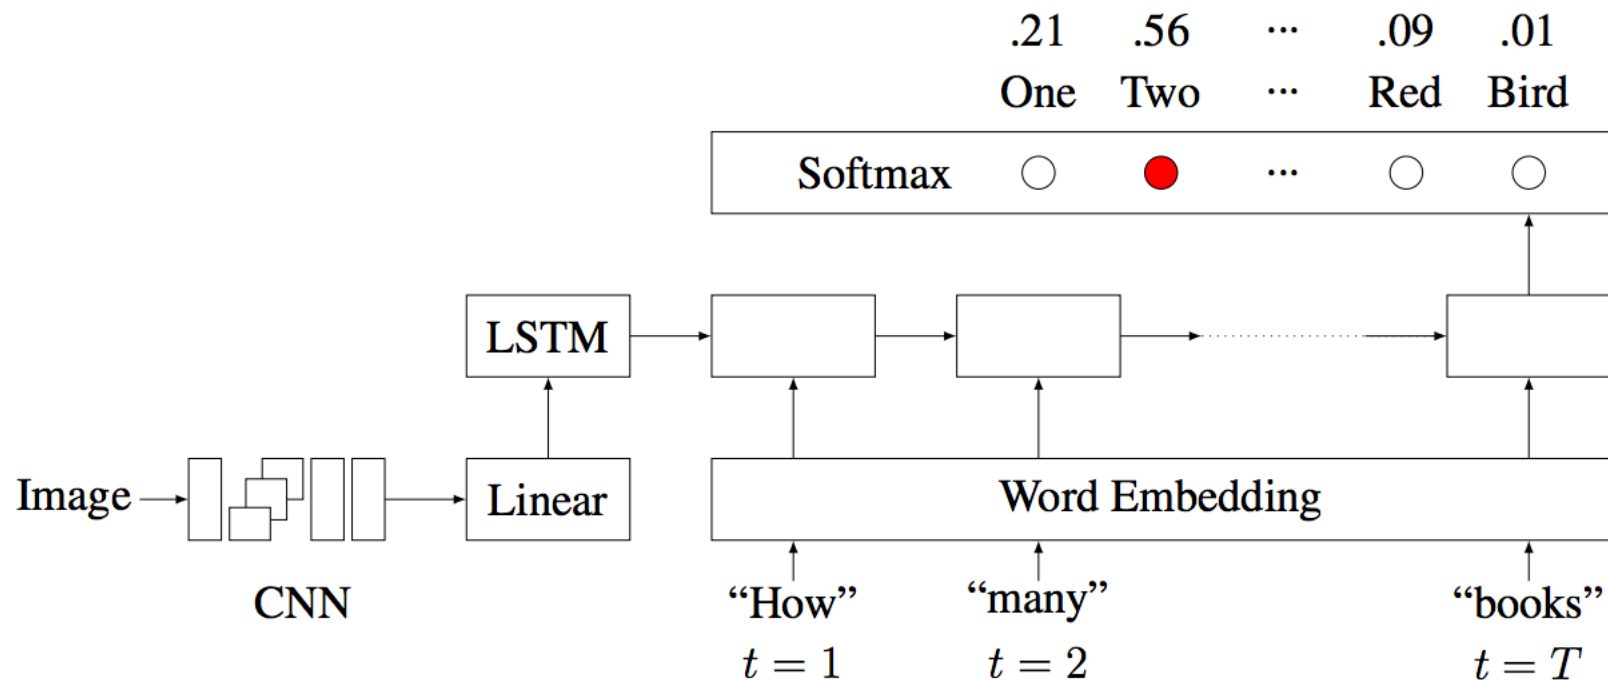 .21 .56 ... .09 .01
One Two ... Red Bird
Softmax ...
LSTM
Image Linear Word Embedding
CNN “How” “many” “books”
t = 1 t = 2 t = T